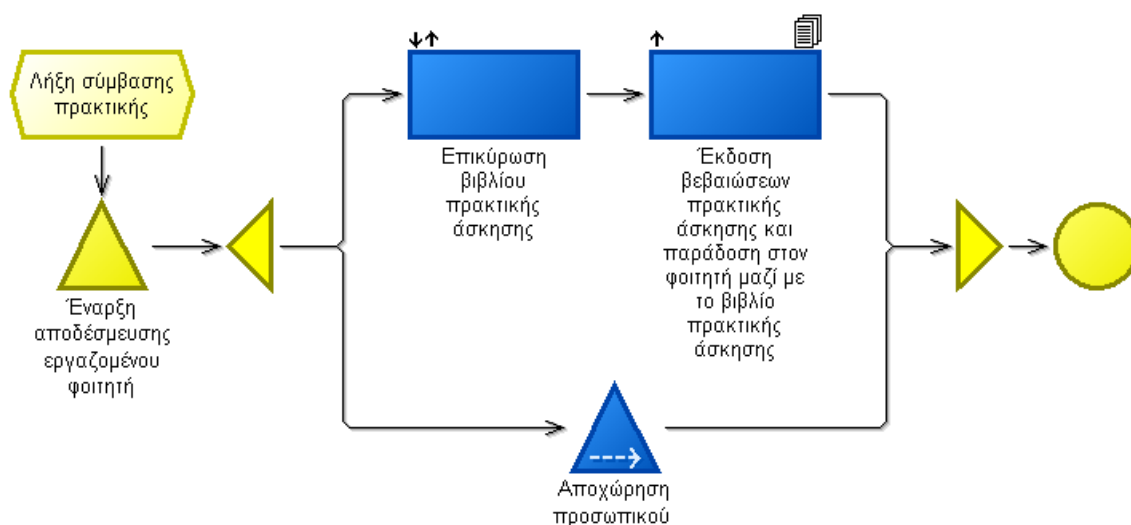 Λήξη σύμβασης
πρακτικής
Έναρξη
αποδέσμευσης
εργαζομένου
φοιτητή
Επικύρωση
βιβλίου
πρακτικής
άσκησης
Έκδοση
βεβαιώσεων
πρακτικής
άσκησης και
παράδοση στον
φοιτητή μαζί με
το βιβλίο
πρακτικής
άσκησης
Αποχώρηση
προσωπικού